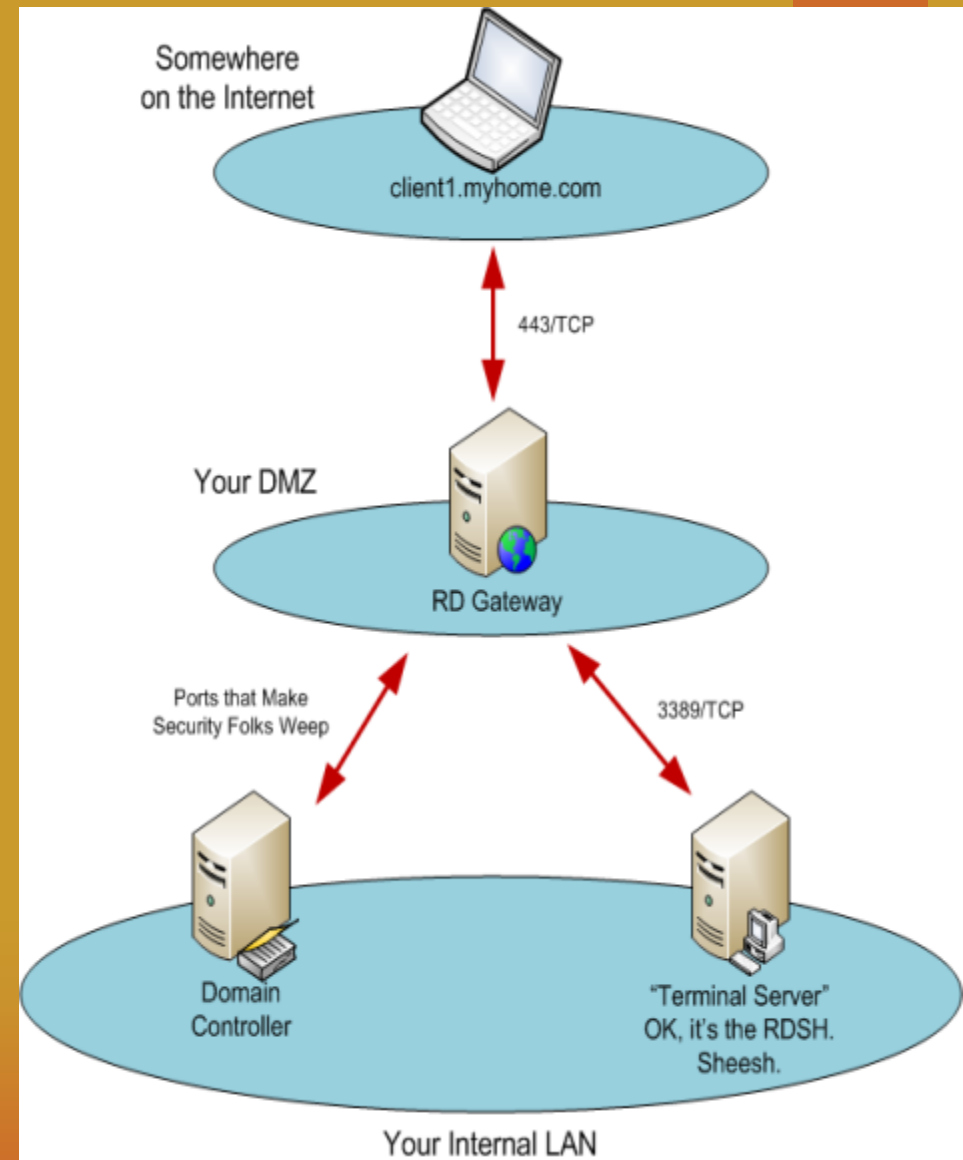 Somewhere
on the Internet
client1.myhome.com
443/TCP
Your DMZ
RD Gateway
Ports that Make
Security Folks Weep
3389/TCP
Domain
Controller
“Terminal Server”
OK, it’s the RDSH.
Sheesh.
Your Internal LAN